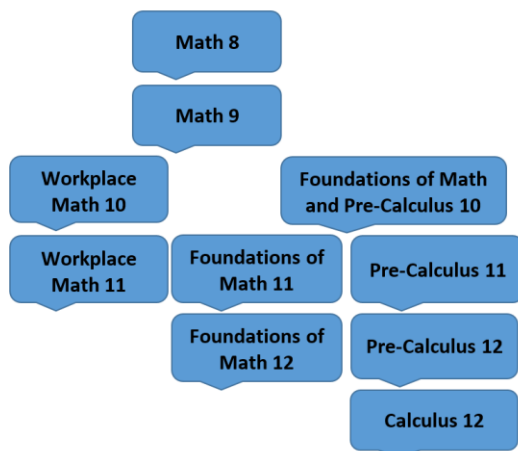 Math 8
Math 9
Workplace
Math 10
Foundations of Math
and Pre-Calculus 10
Workplace
Math 11
Foundations of
Math 11
Pre-Calculus 11
Foundations of
Math 12
Pre-Calculus 12
Calculus 12